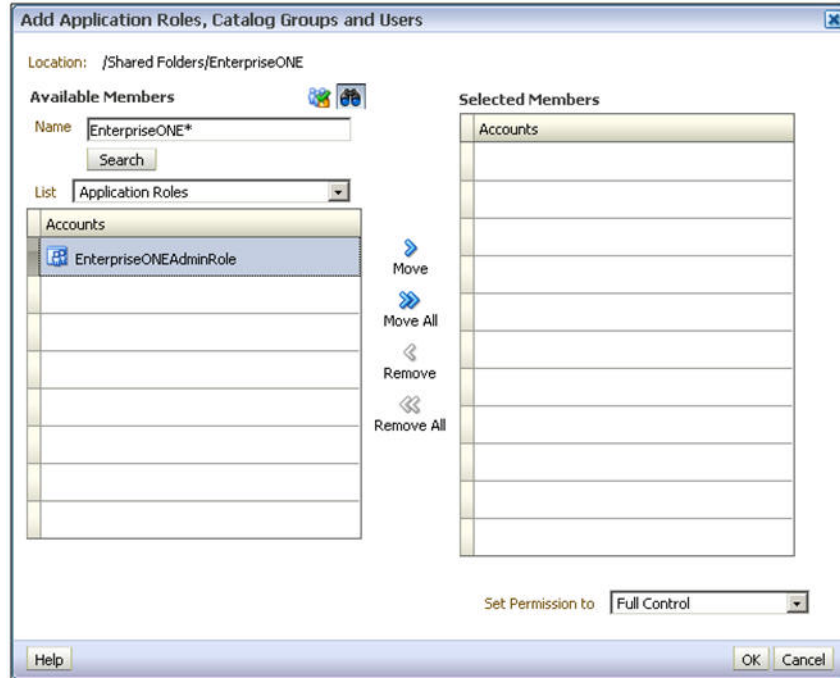 Add Application Roles, Catalog Groups and Users
Location: /Shared Folders/EnterpriseONE
Available Members
Name EnterpriseONE*
Search
List Application Roles
Accounts
EnterpriseONEAdminRole
Move
Move All
Remove
Remove All
Selected Members
Accounts
Set Permission to Full Control
Help OK Cancel